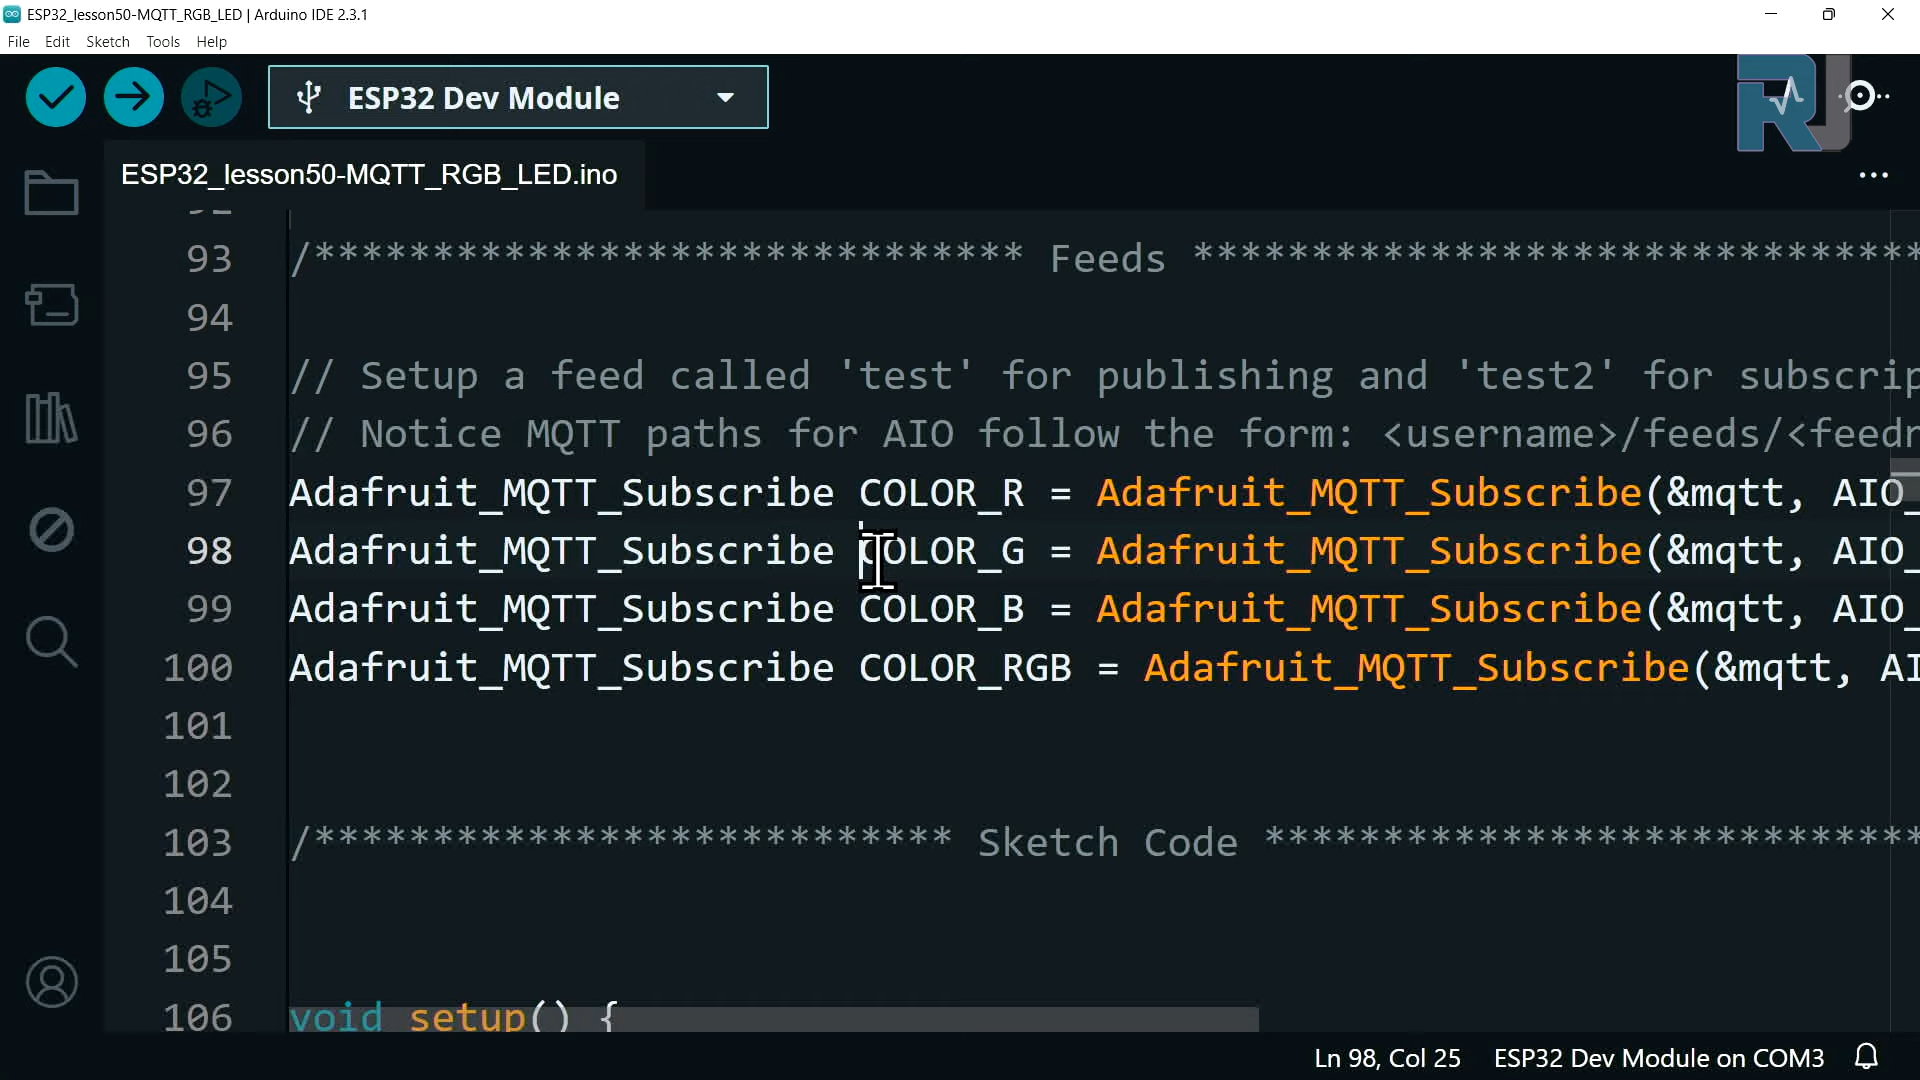 ESP32_lesson50-MQTT_RGB_LED | Arduino IDE 2.3.1
File Edit Sketch Tools Help
ESP32 Dev Module
RJ
ESP32_lesson50-MQTT_RGB_LED.ino
93 /****************************** Feeds *******************************
94
95 // Setup a feed called 'test' for publishing and 'test2' for subscrip
96 // Notice MQTT paths for AIO follow the form: <username>/feeds/<feedn
97 Adafruit_MQTT_Subscribe COLOR_R = Adafruit_MQTT_Subscribe(&mqtt, AIO_
98 Adafruit_MQTT_Subscribe COLOR_G = Adafruit_MQTT_Subscribe(&mqtt, AIO_
99 Adafruit_MQTT_Subscribe COLOR_B = Adafruit_MQTT_Subscribe(&mqtt, AIO_
100 Adafruit_MQTT_Subscribe COLOR_RGB = Adafruit_MQTT_Subscribe(&mqtt, AI
101
102
103 /*************************** Sketch Code ****************************
104
105
106 void setup() {
Ln 98, Col 25 ESP32 Dev Module on COM3